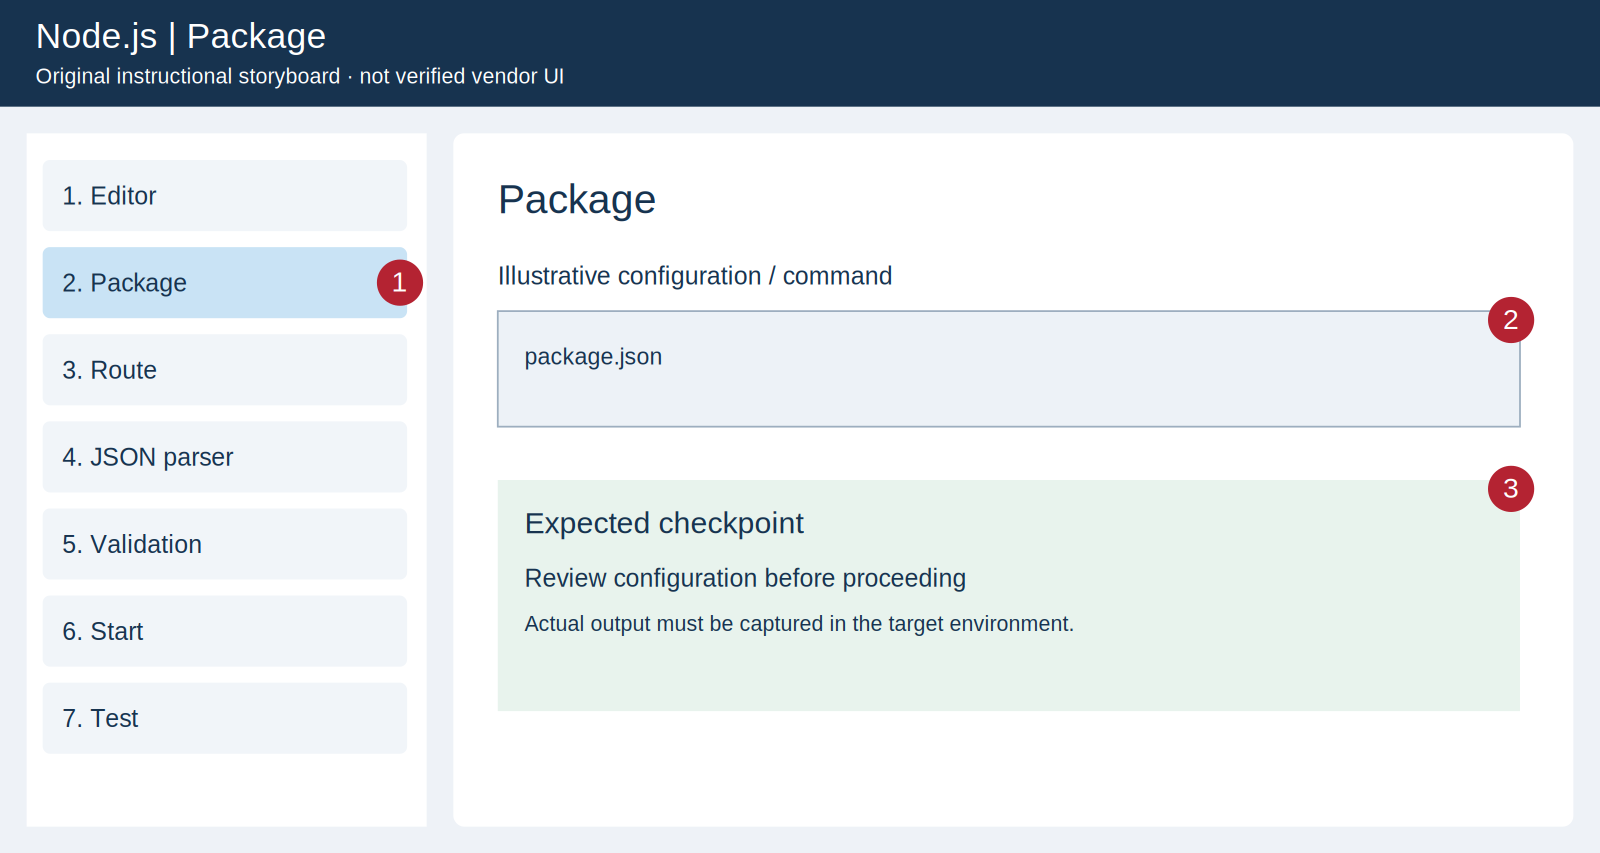 Node.js | Package
Original instructional storyboard · not verified vendor UI
1. Editor
2. Package
1
3. Route
4. JSON parser
5. Validation
6. Start
7. Test
Package
Illustrative configuration / command
2
package.json
3
Expected checkpoint
Review configuration before proceeding
Actual output must be captured in the target environment.